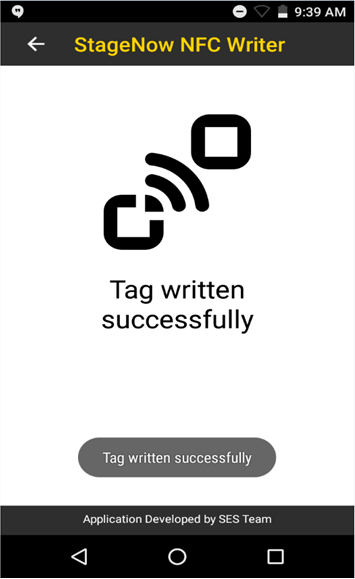 9:39 AM
StageNow NFC Writer
Tag written
successfully
Tag written successfully
Application Developed by SES Team